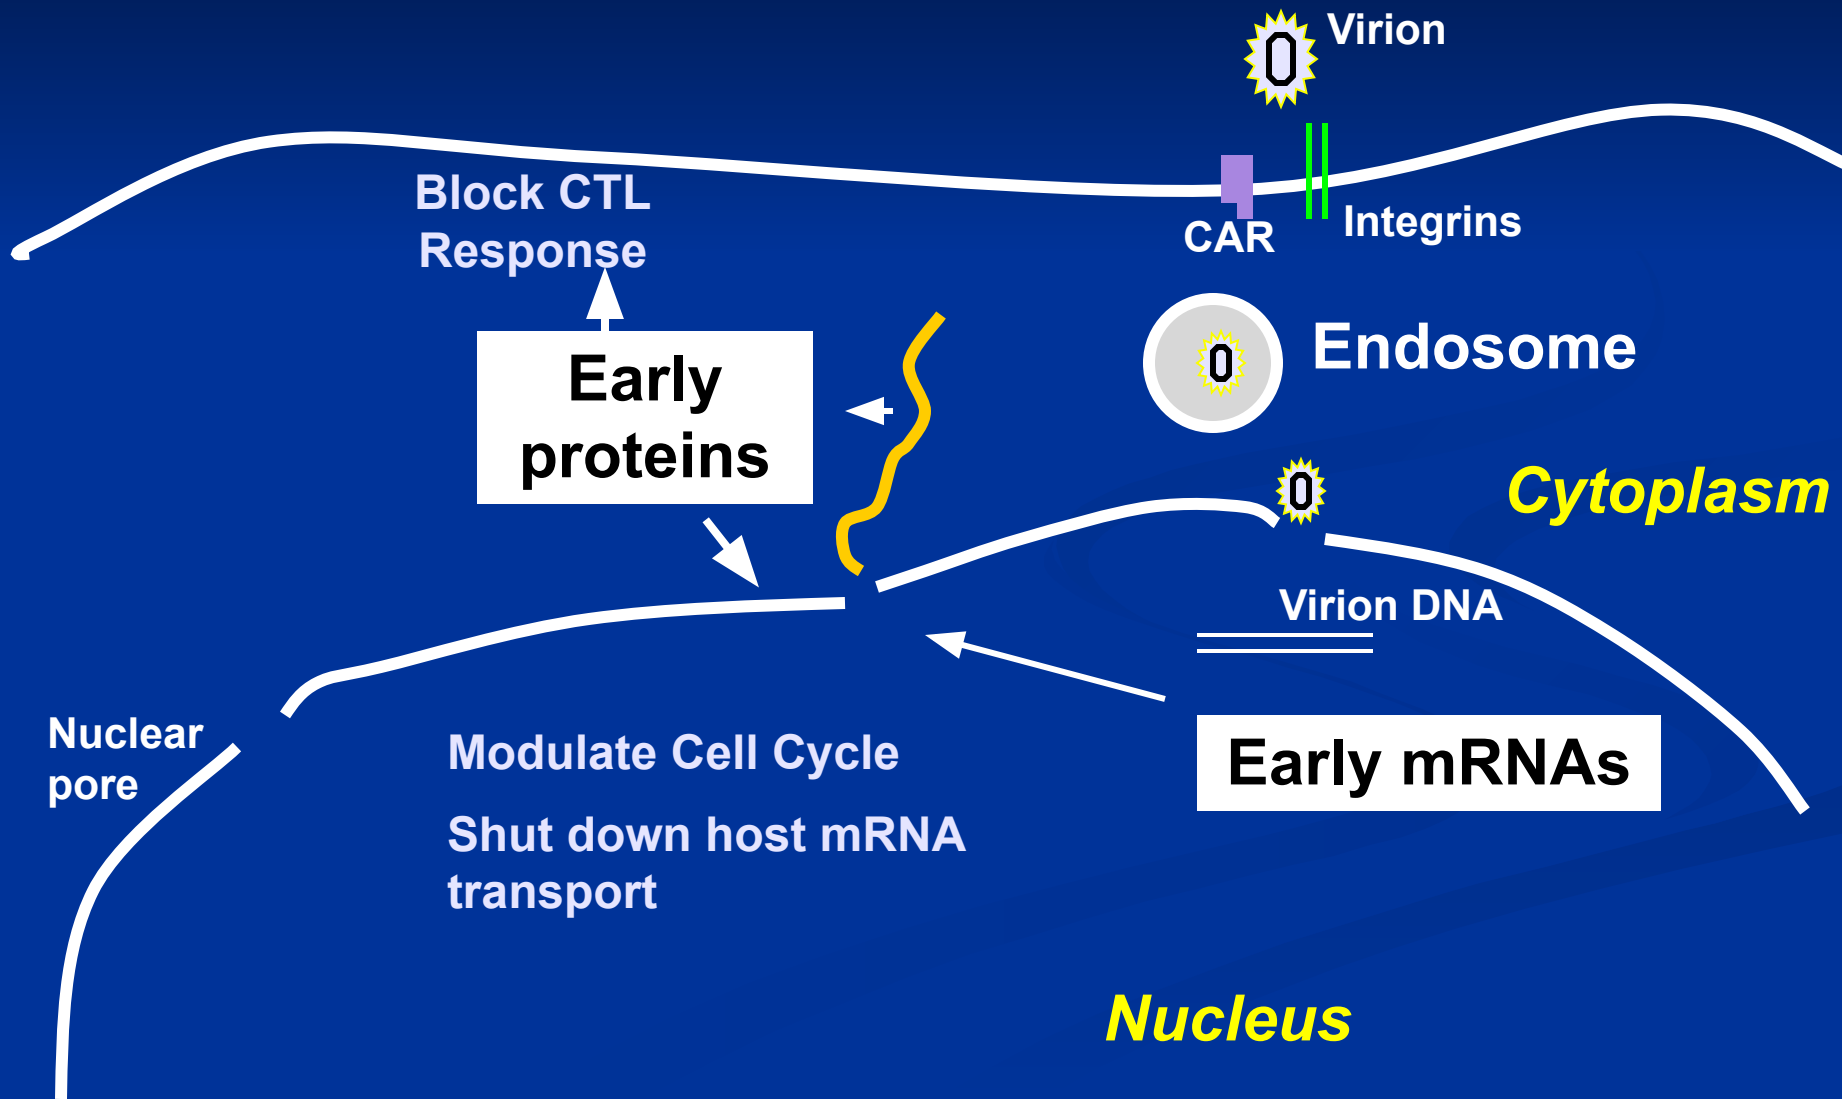 Virion
Block CTL
Response
CAR
Integrins
Early
proteins
Endosome
Cytoplasm
Virion DNA
Nuclear
pore
Modulate Cell Cycle
Early mRNAs
Shut down host mRNA
transport
Nucleus